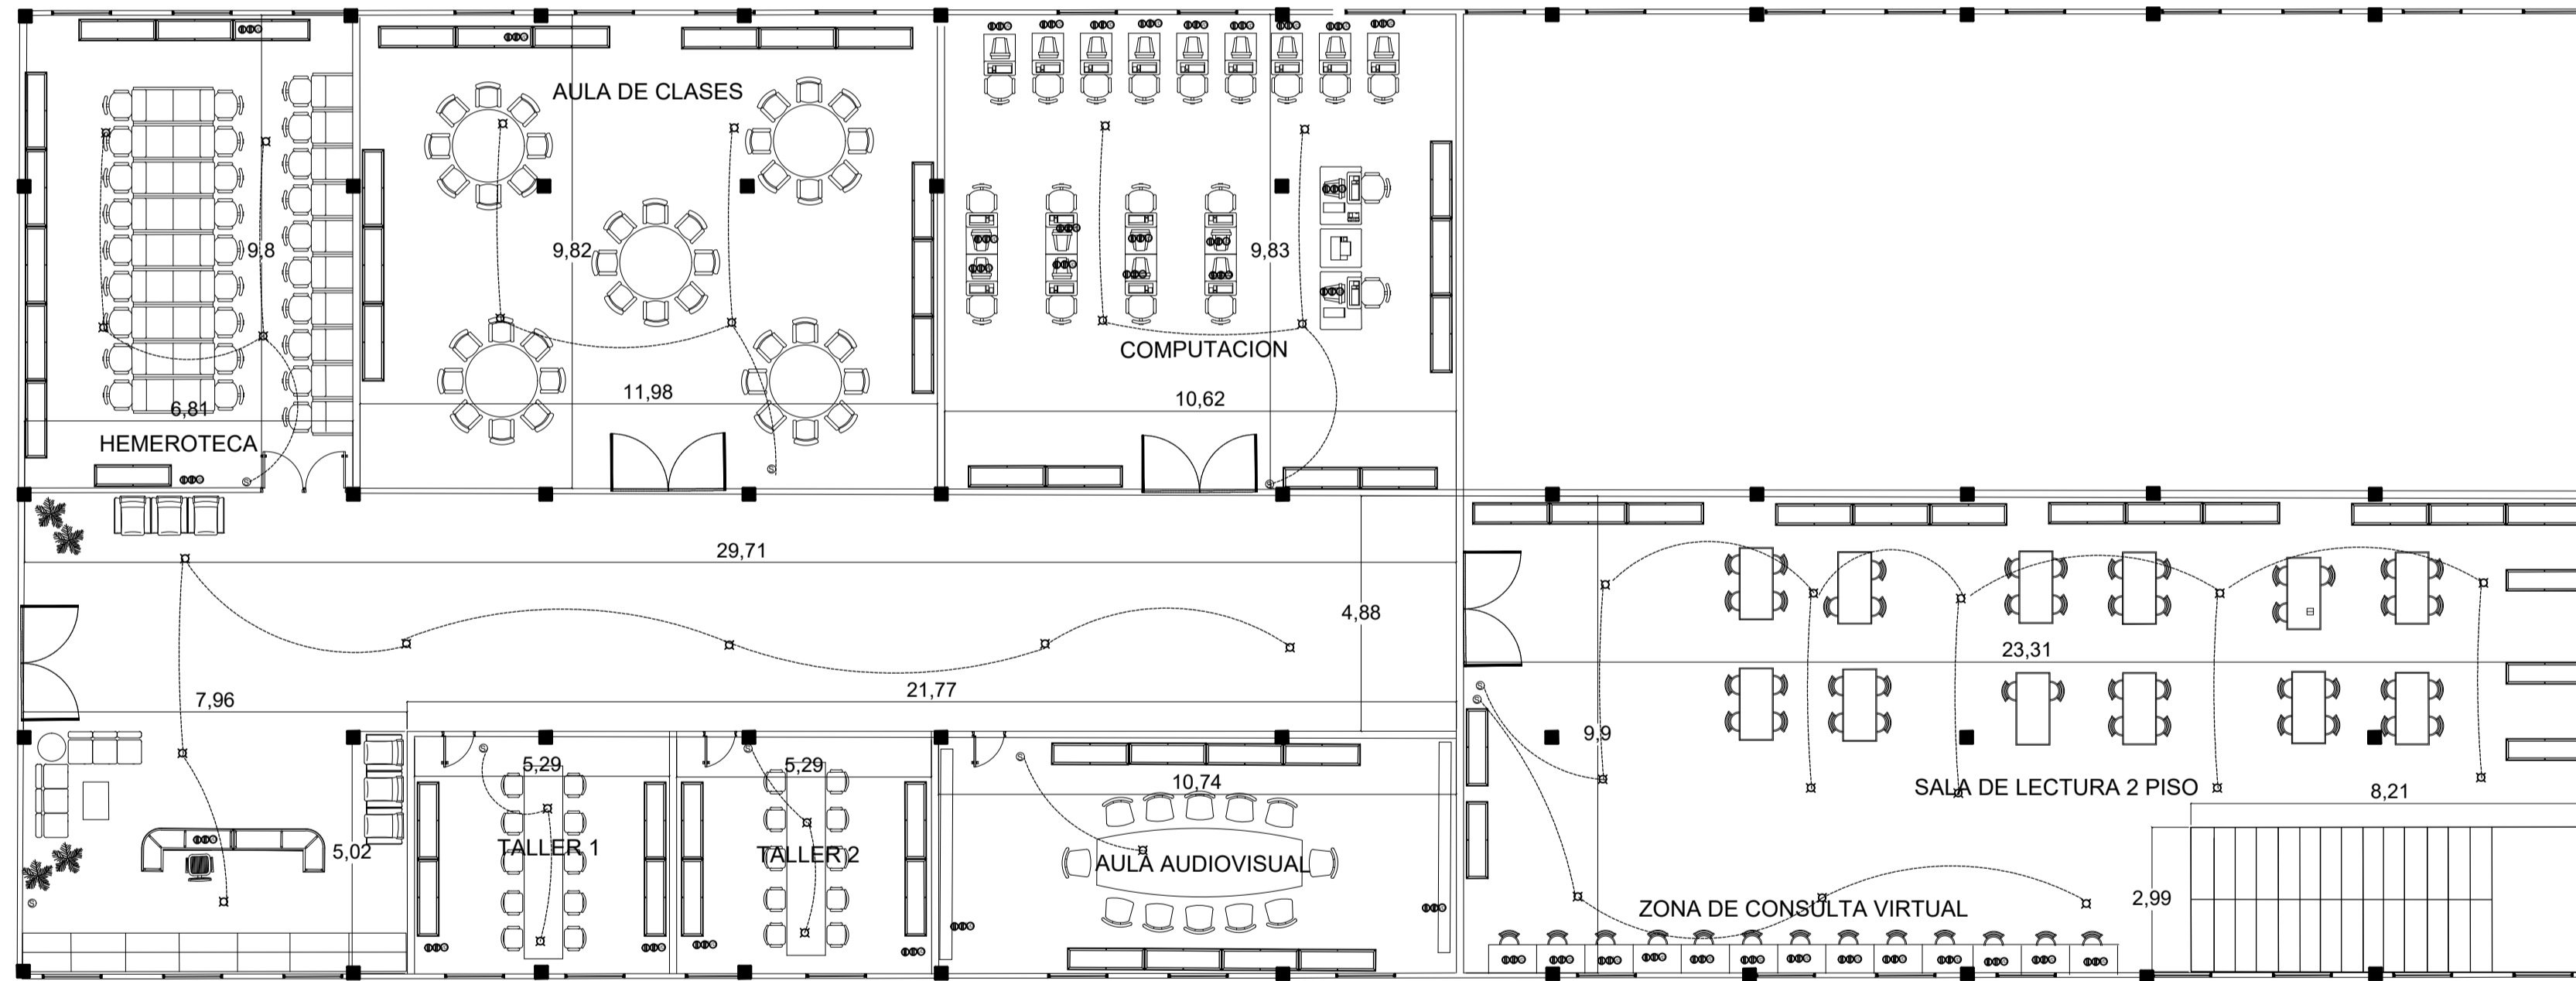 AULA DE CLASES
9,8
9,82
9,83
COMPUTACION
11,98
10,62
6,81
HEMEROTECA
29,71
4,88
23,31
21,77
7,96
9,9
5,29
5,29
10,74
SALA DE LECTURA 2 PISO
8,21
5,02
TALLER 1
TALLER 2
AULA AUDIOVISUAL
2,99
ZONA DE CONSULTA VIRTUAL